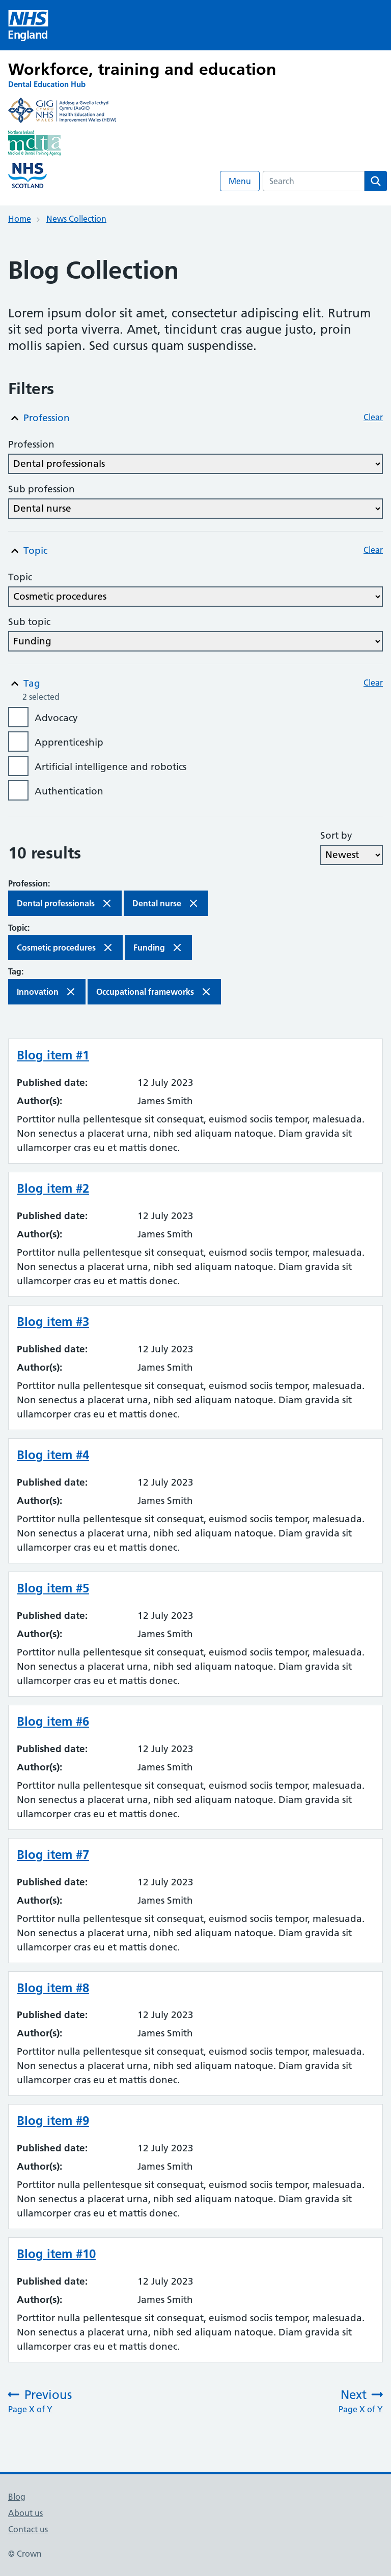 NHS
England
Workforce, training and education
Dental Education Hub
GIG
CYMRU
NHS
WALES
Addysg a Gwella Iechyd
Cymru (AaGIC)
Health Education and
Improvement Wales (HEIW)
Northern Ireland
mdta
Medical & Dental Training Agency
NHS
SCOTLAND
Menu
Search
Home
News Collection
Blog Collection
Lorem ipsum dolor sit amet, consectetur adipiscing elit. Rutrum
sit sed porta viverra. Amet, tincidunt cras augue justo, proin
mollis sapien. Sed cursus quam suspendisse.
Filters
Profession Clear
Profession
Dental professionals
Sub profession
Dental nurse
Topic Clear
Topic
Cosmetic procedures
Sub topic
Funding
Tag Clear
2 selected
Advocacy
Apprenticeship
Artificial intelligence and robotics
Authentication
Sort by
10 results
Newest
Profession:
Dental professionals Dental nurse
Topic:
Cosmetic procedures Funding
Tag:
Innovation Occupational frameworks
Blog item #1
Published date: 12 July 2023
Author(s): James Smith
Porttitor nulla pellentesque sit consequat, euismod sociis tempor, malesuada.
Non senectus a placerat urna, nibh sed aliquam natoque. Diam gravida sit
ullamcorper cras eu et mattis donec.
Blog item #2
Published date: 12 July 2023
Author(s): James Smith
Porttitor nulla pellentesque sit consequat, euismod sociis tempor, malesuada.
Non senectus a placerat urna, nibh sed aliquam natoque. Diam gravida sit
ullamcorper cras eu et mattis donec.
Blog item #3
Published date: 12 July 2023
Author(s): James Smith
Porttitor nulla pellentesque sit consequat, euismod sociis tempor, malesuada.
Non senectus a placerat urna, nibh sed aliquam natoque. Diam gravida sit
ullamcorper cras eu et mattis donec.
Blog item #4
Published date: 12 July 2023
Author(s): James Smith
Porttitor nulla pellentesque sit consequat, euismod sociis tempor, malesuada.
Non senectus a placerat urna, nibh sed aliquam natoque. Diam gravida sit
ullamcorper cras eu et mattis donec.
Blog item #5
Published date: 12 July 2023
Author(s): James Smith
Porttitor nulla pellentesque sit consequat, euismod sociis tempor, malesuada.
Non senectus a placerat urna, nibh sed aliquam natoque. Diam gravida sit
ullamcorper cras eu et mattis donec.
Blog item #6
Published date: 12 July 2023
Author(s): James Smith
Porttitor nulla pellentesque sit consequat, euismod sociis tempor, malesuada.
Non senectus a placerat urna, nibh sed aliquam natoque. Diam gravida sit
ullamcorper cras eu et mattis donec.
Blog item #7
Published date: 12 July 2023
Author(s): James Smith
Porttitor nulla pellentesque sit consequat, euismod sociis tempor, malesuada.
Non senectus a placerat urna, nibh sed aliquam natoque. Diam gravida sit
ullamcorper cras eu et mattis donec.
Blog item #8
Published date: 12 July 2023
Author(s): James Smith
Porttitor nulla pellentesque sit consequat, euismod sociis tempor, malesuada.
Non senectus a placerat urna, nibh sed aliquam natoque. Diam gravida sit
ullamcorper cras eu et mattis donec.
Blog item #9
Published date: 12 July 2023
Author(s): James Smith
Porttitor nulla pellentesque sit consequat, euismod sociis tempor, malesuada.
Non senectus a placerat urna, nibh sed aliquam natoque. Diam gravida sit
ullamcorper cras eu et mattis donec.
Blog item #10
Published date: 12 July 2023
Author(s): James Smith
Porttitor nulla pellentesque sit consequat, euismod sociis tempor, malesuada.
Non senectus a placerat urna, nibh sed aliquam natoque. Diam gravida sit
ullamcorper cras eu et mattis donec.
Previous Next
Page X of Y Page X of Y
Blog
About us
Contact us
© Crown